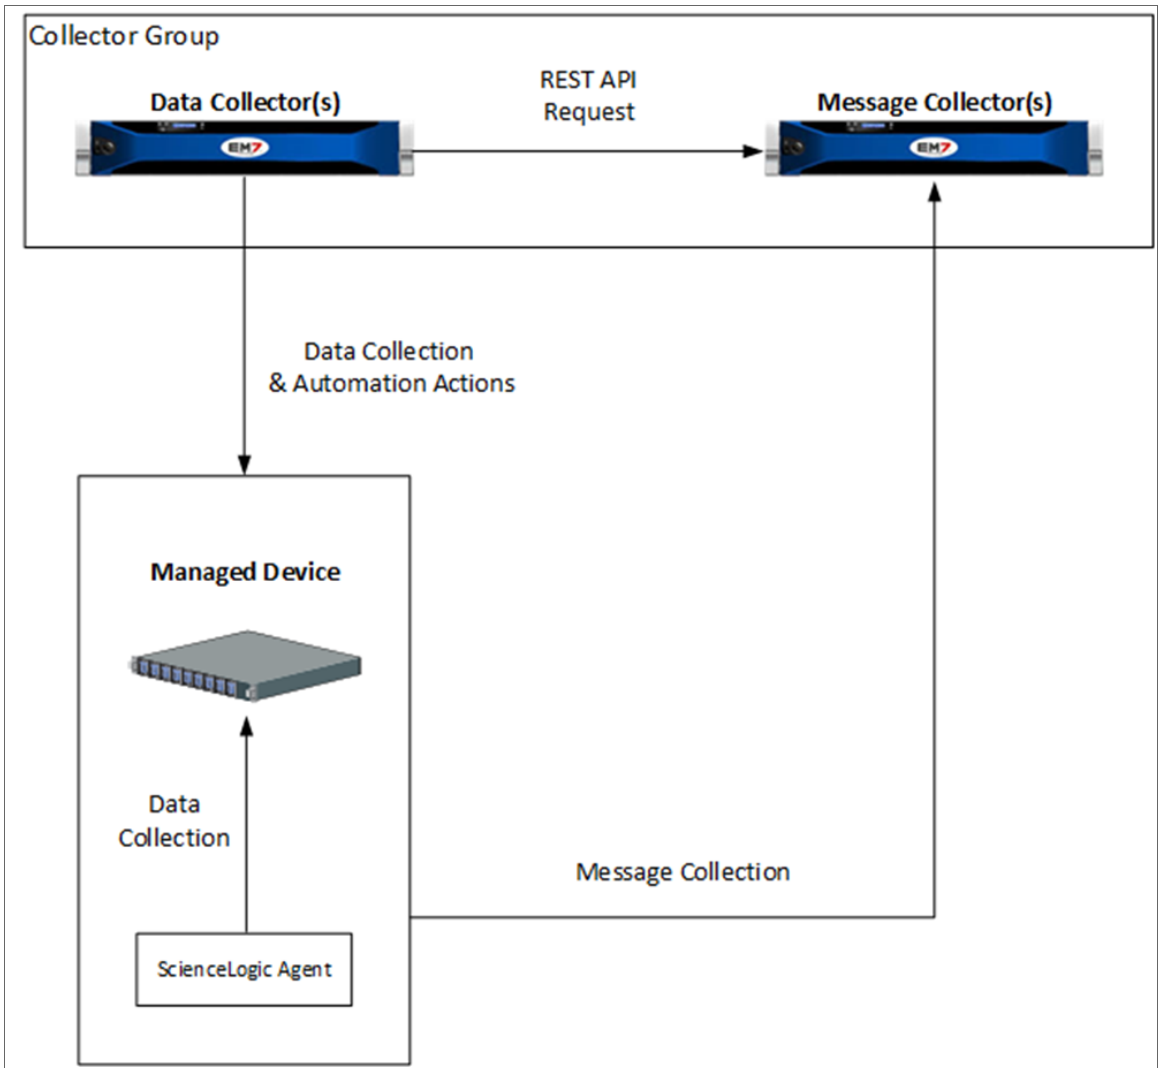 Collector Group
Data Collector(s)
REST API
Request
Message Collector(s)
EM7
EM7
Data Collection
& Automation Actions
Managed Device
Data
Collection
Message Collection
ScienceLogic Agent